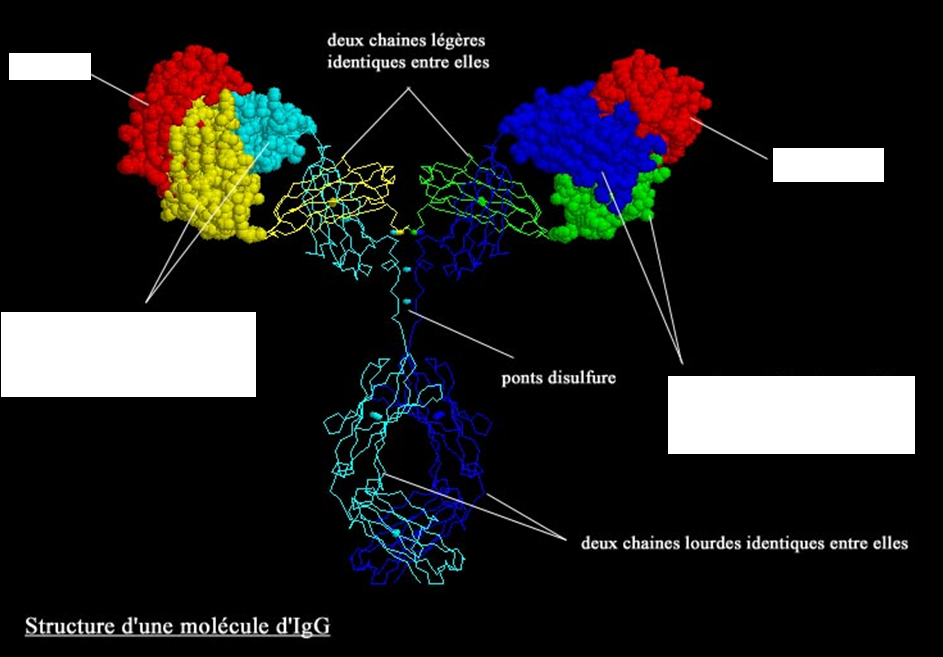 deux chaines légères
identiques entre elles
ponts disulfure
deux chaines lourdes identiques entre elles
Structure d'une molécule d'IgG